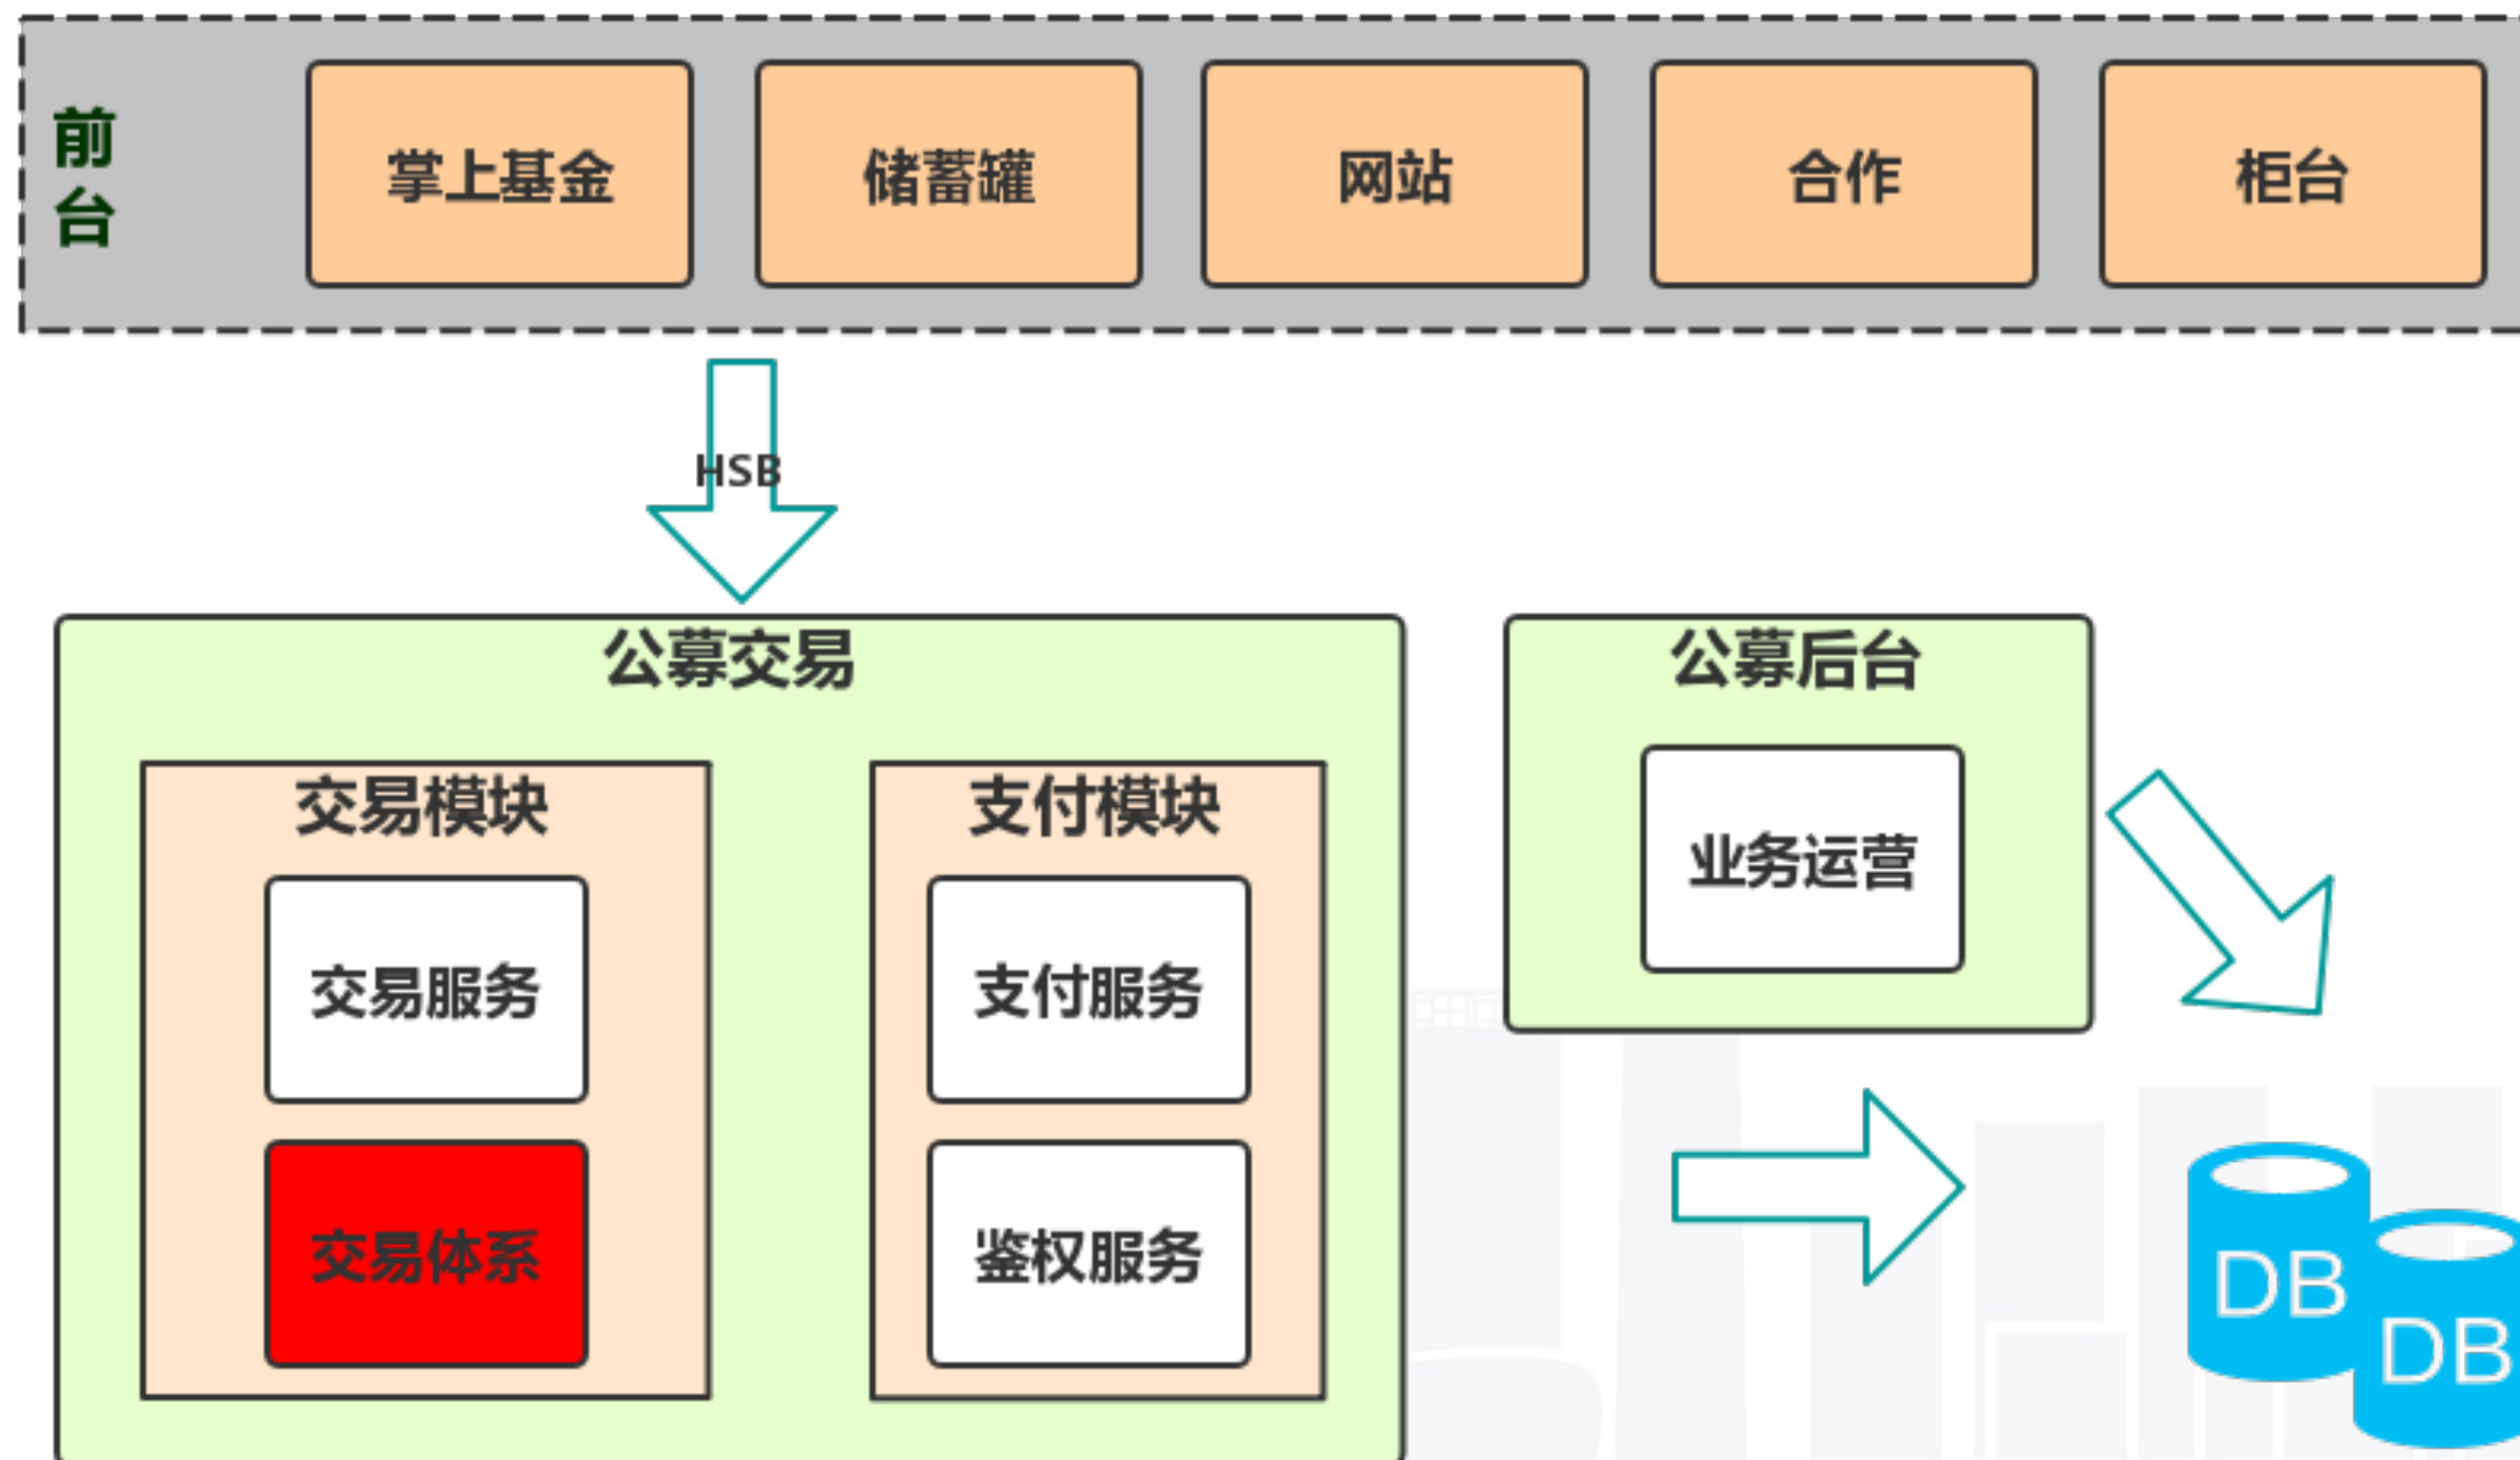 前
台
掌上基金
储蓄罐
网站
合作
柜台
HSB
公募交易
公募后台
交易模块
支付模块
业务运营
交易服务
支付服务
交易体系
鉴权服务
DB
DB